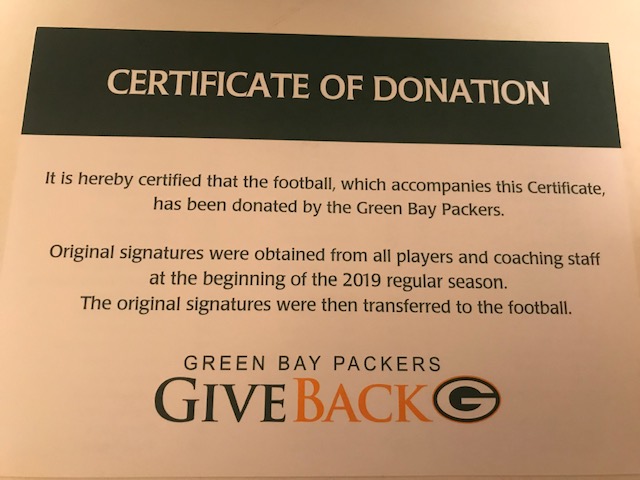 CERTIFICATE OF DONATION
It is hereby certified that the football, which accompanies this Certificate,
has been donated by the Green Bay Packers.
Original signatures were obtained from all players and coaching staff
at the beginning of the 2019 regular season.
The original signatures were then transferred to the football.
GREEN BAY PACKERS
GIVE BACK G